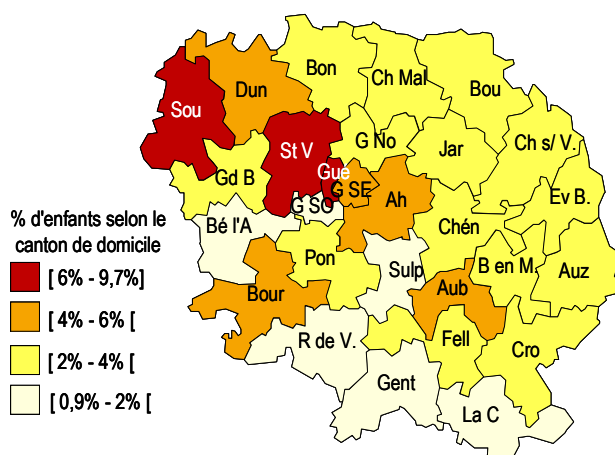 Bon
Ch Mal
Bou
Dun
Sou
G No
Jar
Ch s/ V.
St V
Gué
Gd B
G SE
Ev B.
G SO
Ah
Bé l'A
Chén
% d'enfants selon le
canton de domicile
Pon
Sulp
B en M.
Auz
[ 6% - 9,7%]
Bour
Aub
[ 4% - 6% [
R de V.
Fell
Cro
[ 2% - 4% [
Gent
[ 0,9% - 2% [
La C